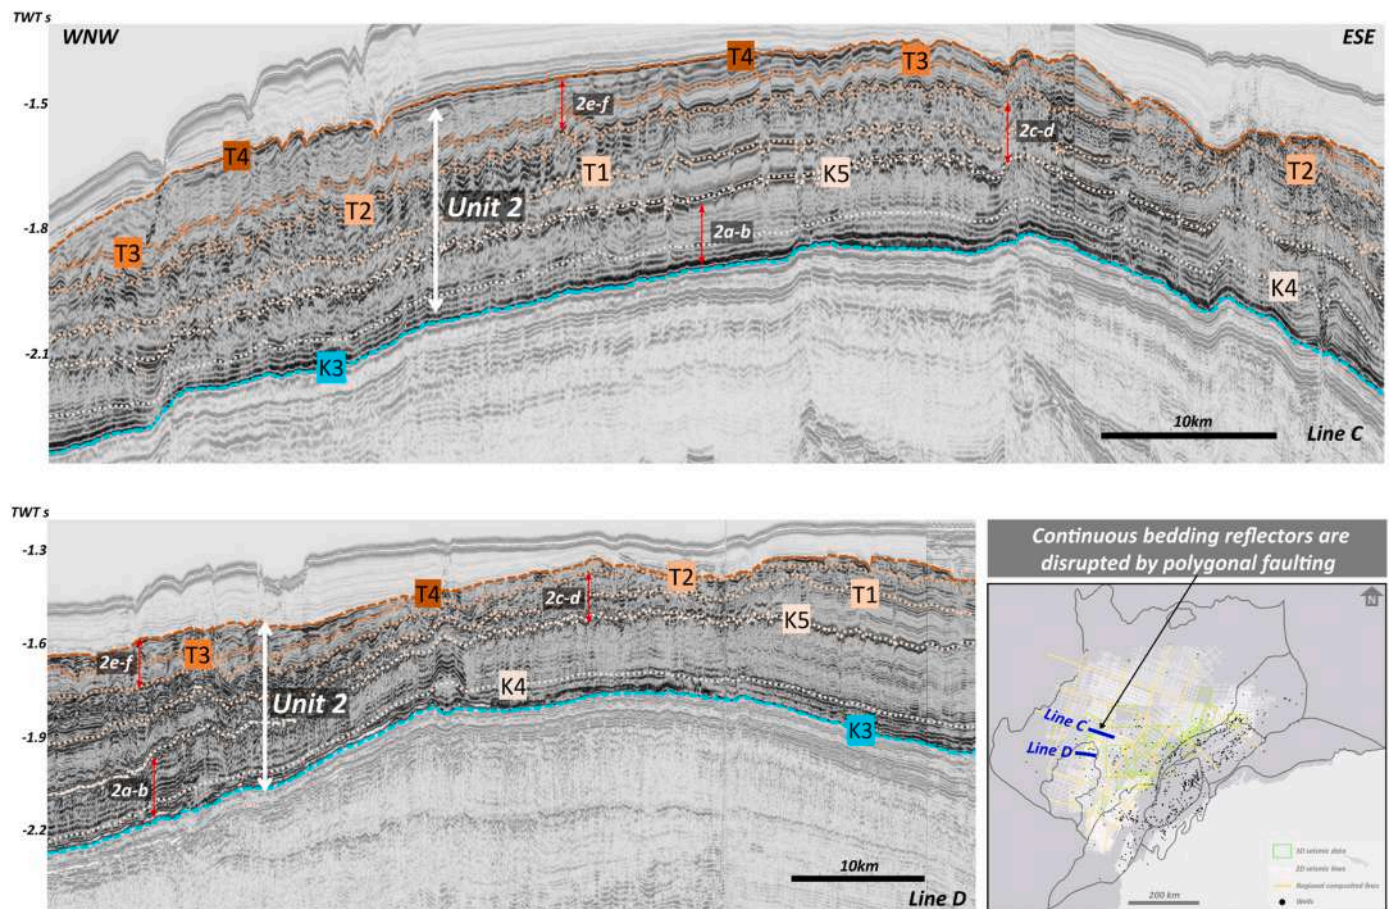 TWT s
WNW
ESE
T4
T3
-1.5
2e-f
2c-d
T4
T1
K5
T2
T2
Unit 2
-1.8
2a-b
T3
K4
-2.1
K3
10km
Line C
TWT s
-1.3
T2
T4
2c-d
T1
K5
-1.6
T3
2e-f
K4
Unit 2
-1.9
K3
2a-b
-2.2
10km
Line D
Continuous bedding reflectors are
disrupted by polygonal faulting
N
Line C
Line D
3D seismic data
2D seismic lines
Regional composited lines
Wells
200 km